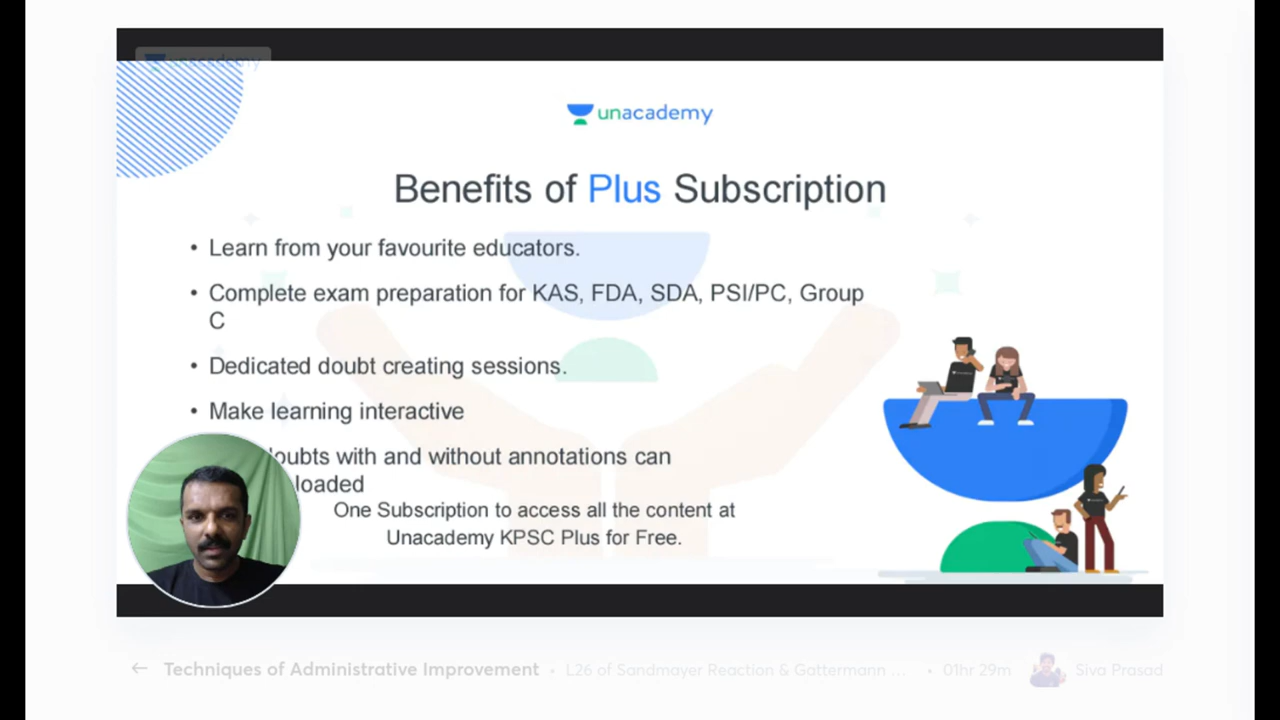 unacademy
Benefits of Plus Subscription
• Learn from your favourite educators.
• Complete exam preparation for KAS, FDA, SDA, PSI/PC, Group
C
• Dedicated doubt creating sessions.
• Make learning interactive
with and without annotations can
One Subscription to access all the content at
Unacademy KPSC Plus for Free.
← Techniques of Administrative Improvement • L26 of Sandmayer Reaction & Gattermann ... • 01hr 29m Siva Prasad